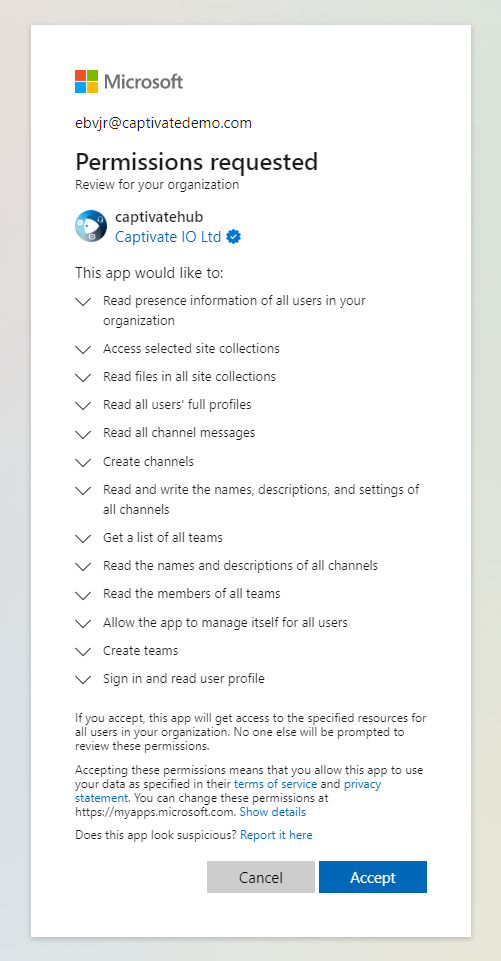 Microsoft
ebvjr@captivatedemo.com
Permissions requested
Review for your organization
captivatehub
Captivate IO Ltd
This app would like to:
Read presence information of all users in your
organization
Access selected site collections
Read files in all site collections
Read all users' full profiles
Read all channel messages
Create channels
Read and write the names, descriptions, and settings of
all channels
Get a list of all teams
Read the names and descriptions of all channels
Read the members of all teams
Allow the app to manage itself for all users
Create teams
Sign in and read user profile
If you accept, this app will get access to the specified resources for
all users in your organization. No one else will be prompted to
review these permissions.
Accepting these permissions means that you allow this app to use
your data as specified in their terms of service and privacy
statement. You can change these permissions at
https://myapps.microsoft.com. Show details
Does this app look suspicious? Report it here
Cancel
Accept